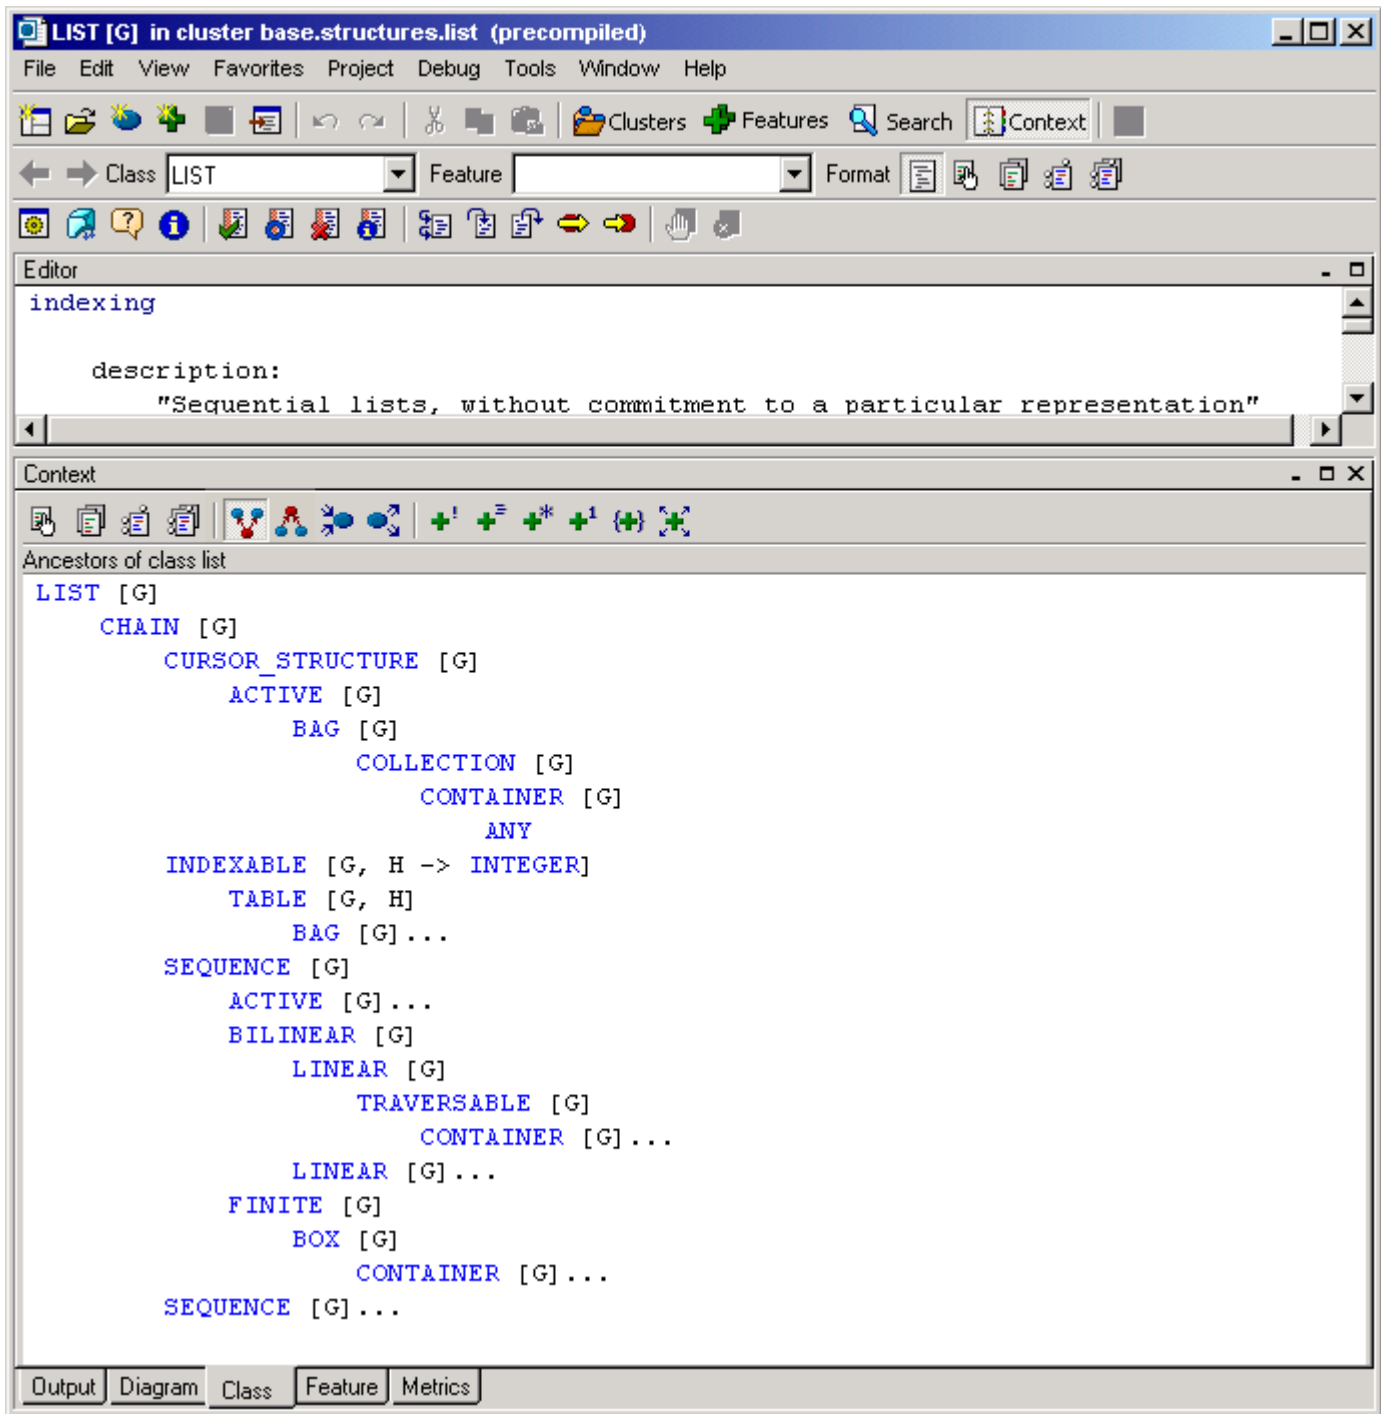 LIST [G] in cluster base.structures.list (precompiled)
File Edit View Favorites Project Debug Tools Window Help
Clusters Features Search Context
Class LIST Feature Format
Editor
indexing
description:
"Sequential lists, without commitment to a particular representation"
Context
Ancestors of class list
LIST [G]
CHAIN [G]
CURSOR_STRUCTURE [G]
ACTIVE [G]
BAG [G]
COLLECTION [G]
CONTAINER [G]
ANY
INDEXABLE [G, H -> INTEGER]
TABLE [G, H]
BAG [G]...
SEQUENCE [G]
ACTIVE [G]...
BILINEAR [G]
LINEAR [G]
TRAVERSABLE [G]
CONTAINER [G]...
LINEAR [G]...
FINITE [G]
BOX [G]
CONTAINER [G]...
SEQUENCE [G]...
Output Diagram Class Feature Metrics